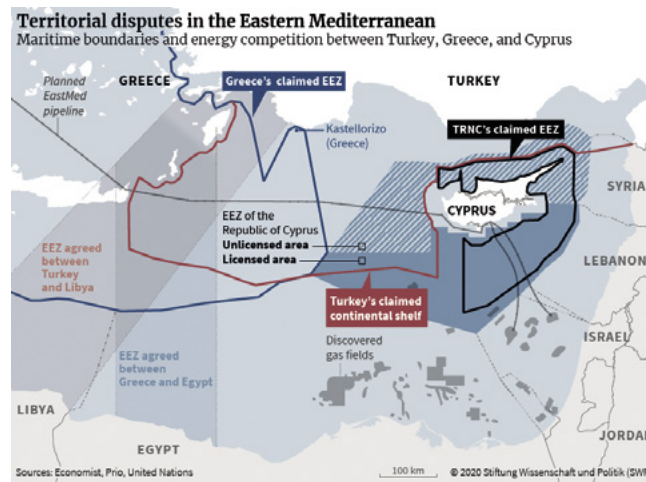 Territorial disputes in the Eastern Mediterranean
Maritime boundaries and energy competition between Turkey, Greece, and Cyprus
Planned
EastMed
pipeline
GREECE
Greece's claimed EEZ
TURKEY
Kastellorizo
(Greece)
TRNC's claimed EEZ
SYRIA
EEZ of the
Republic of Cyprus
Unlicensed area
Licensed area
CYPRUS
EEZ agreed
between
Turkey
and Libya
LEBANON
Turkey's claimed
continental shelf
Discovered
gas fields
ISRAEL
EEZ agreed
between
Greece and Egypt
LIBYA
EGYPT
JORDA
Sources: Economist, Prio, United Nations
100 km
© 2020 Stiftung Wissenschaft und Politik (SWP